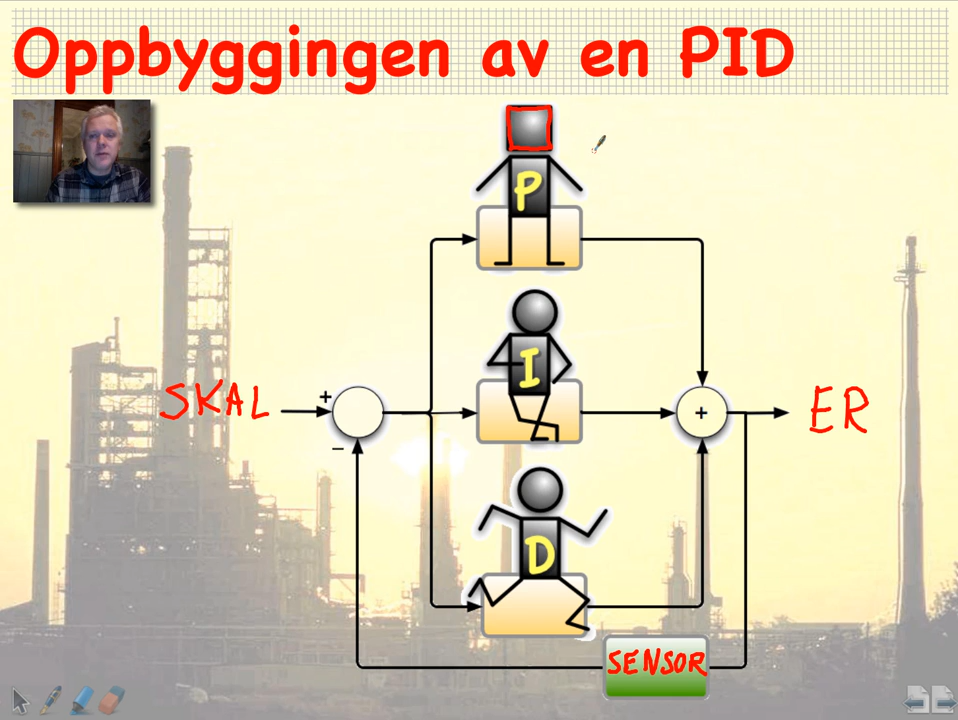 Oppbyggingen av en PID
P
I
SKAL
+
−
+
ER
D
SENSOR